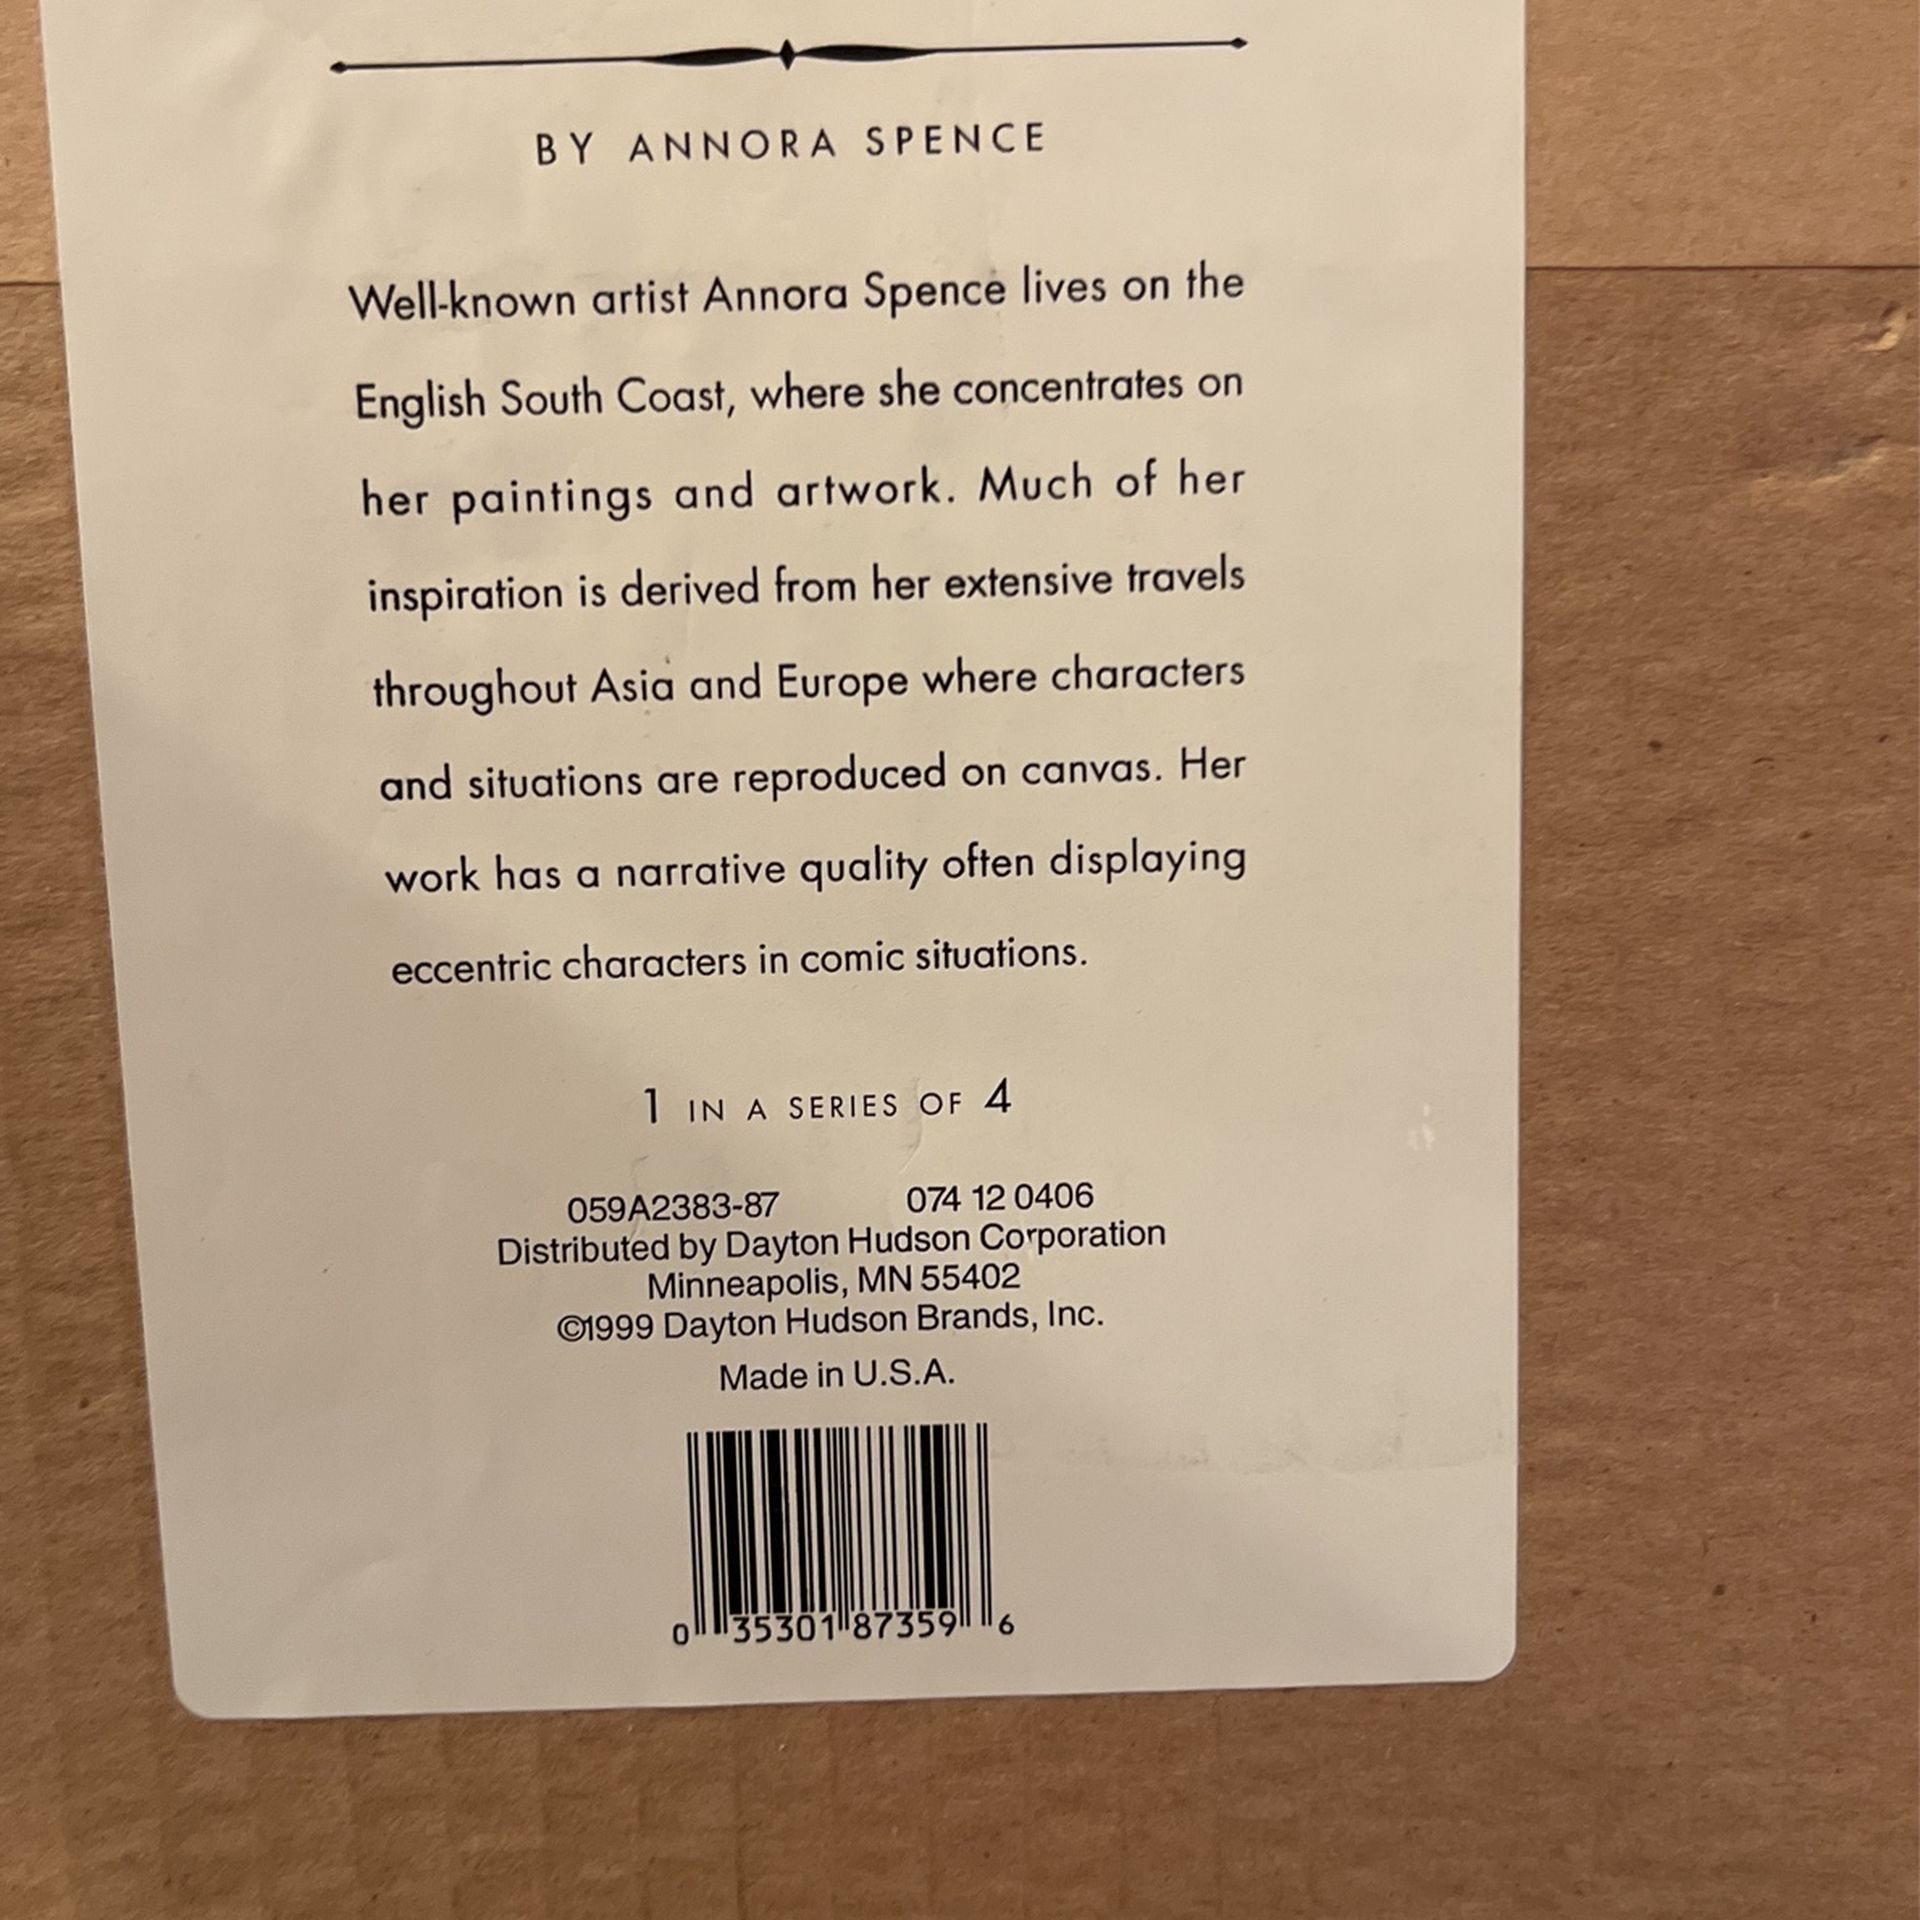 BY ANNORA SPENCE
Well-known artist Annora Spence lives on the
English South Coast, where she concentrates on
her paintings and artwork. Much of her
inspiration is derived from her extensive travels
throughout Asia and Europe where characters
and situations are reproduced on canvas. Her
work has a narrative quality often displaying
eccentric characters in comic situations.
1 IN A SERIES OF 4
059A2383-87 074 12 0406
Distributed by Dayton Hudson Corporation
Minneapolis, MN 55402
©1999 Dayton Hudson Brands, Inc.
Made in U.S.A.
0 35301 87359 6